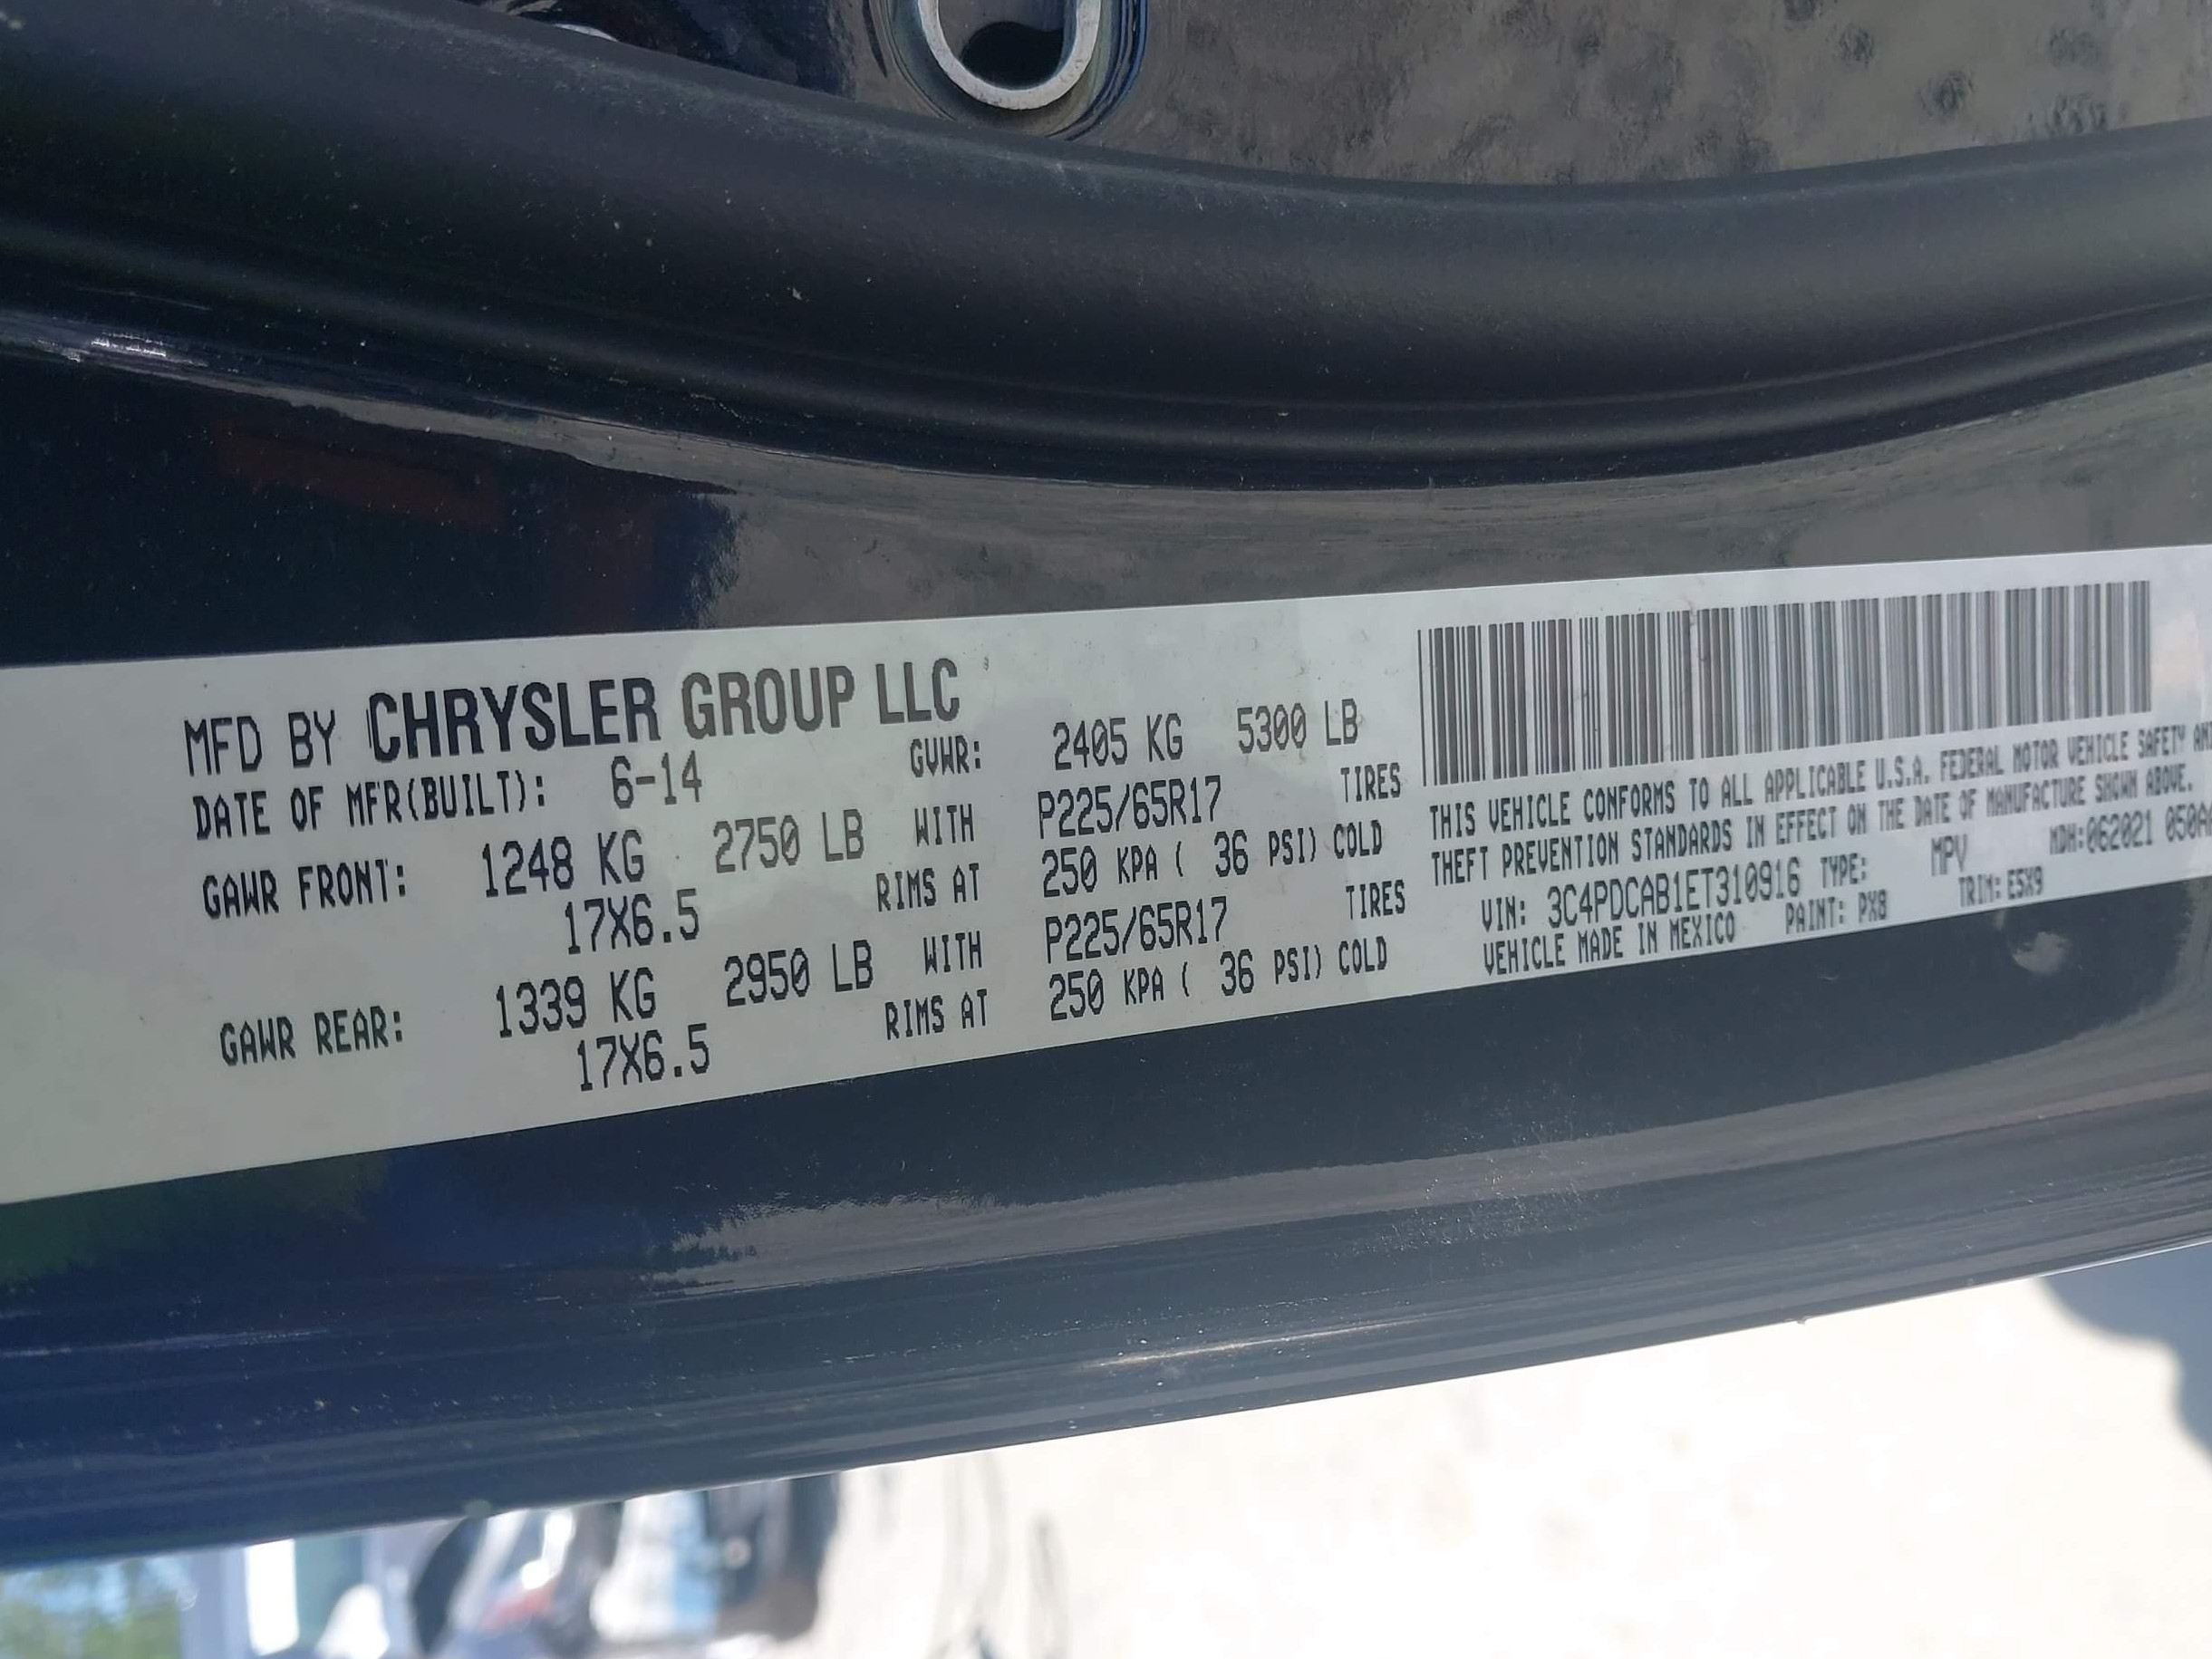 MFD BY CHRYSLER GROUP LLC
DATE OF MFR(BUILT): 6-14 GVWR: 2405 KG 5300 LB
GAWR FRONT: 1248 KG 2750 LB WITH P225/65R17 TIRES
17X6.5 RIMS AT 250 KPA ( 36 PSI) COLD
GAWR REAR: 1339 KG 2950 LB WITH P225/65R17 TIRES
17X6.5 RIMS AT 250 KPA ( 36 PSI) COLD
THIS VEHICLE CONFORMS TO ALL APPLICABLE U.S.A. FEDERAL MOTOR VEHICLE SAFETY AND
THEFT PREVENTION STANDARDS IN EFFECT ON THE DATE OF MANUFACTURE SHOWN ABOVE.
VIN: 3C4PDCAB1ET310916 TYPE: MPV MDH:062021
VEHICLE MADE IN MEXICO PAINT: PX8 TRIM: E5X9